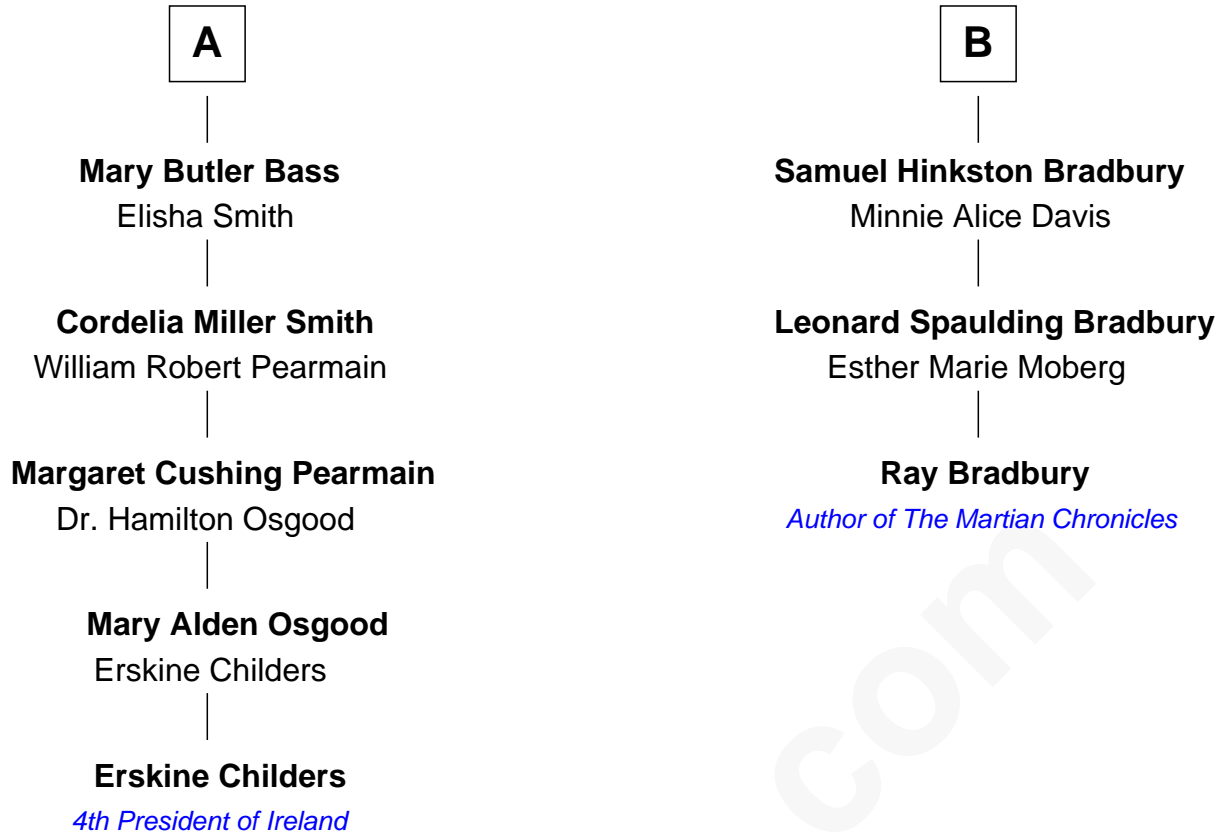 A
Mary Butler Bass
Elisha Smith
Cordelia Miller Smith
William Robert Pearmain
Margaret Cushing Pearmain
Dr. Hamilton Osgood
Mary Alden Osgood
Erskine Childers
Erskine Childers
4th President of Ireland
B
Samuel Hinkston Bradbury
Minnie Alice Davis
Leonard Spaulding Bradbury
Esther Marie Moberg
Ray Bradbury
Author of The Martian Chronicles
com